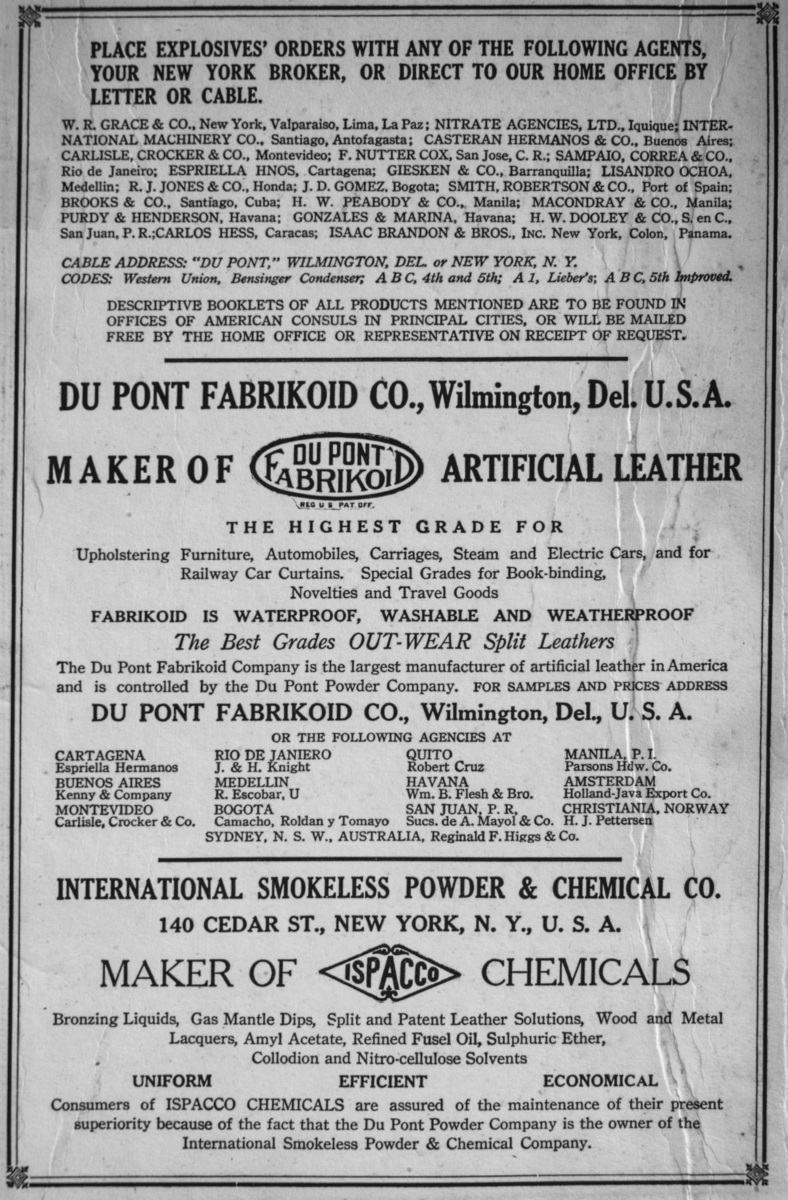 PLACE EXPLOSIVES' ORDERS WITH ANY OF THE FOLLOWING AGENTS,
YOUR NEW YORK BROKER, OR DIRECT TO OUR HOME OFFICE BY
LETTER OR CABLE.
W. R. GRACE & CO., New York, Valparaiso, Lima, La Paz; NITRATE AGENCIES, LTD., Iquique; INTER-
NATIONAL MACHINERY CO., Santiago, Antofagasta; CASTERAN HERMANOS & CO., Buenos Aires;
CARLISLE, CROCKER & CO., Montevideo; F. NUTTER COX, San Jose, C. R.; SAMPAIO, CORREA & CO.,
Rio de Janeiro; ESPRIELLA HNOS, Cartagena; GIESKEN & CO., Barranquilla; LISANDRO OCHOA,
Medellin; R. J. JONES & CO., Honda; J. D. GOMEZ, Bogota; SMITH, ROBERTSON & CO., Port of Spain;
BROOKS & CO., Santiago, Cuba; H. W. PEABODY & CO., Manila; MACONDRAY & CO., Manila;
PURDY & HENDERSON, Havana; GONZALES & MARINA, Havana; H. W. DOOLEY & CO., S. en C.,
San Juan, P. R.; CARLOS HESS, Caracas; ISAAC BRANDON & BROS., Inc. New York, Colon, Panama.
CABLE ADDRESS: "DU PONT," WILMINGTON, DEL. or NEW YORK, N. Y.
CODES: Western Union, Bensinger Condenser; A B C, 4th and 5th; A 1, Lieber's; A B C, 5th Improved.
DESCRIPTIVE BOOKLETS OF ALL PRODUCTS MENTIONED ARE TO BE FOUND IN
OFFICES OF AMERICAN CONSULS IN PRINCIPAL CITIES, OR WILL BE MAILED
FREE BY THE HOME OFFICE OR REPRESENTATIVE ON RECEIPT OF REQUEST.
DU PONT FABRIKOID CO., Wilmington, Del. U.S.A.
MAKER OF DU PONT FABRIKOID ARTIFICIAL LEATHER
REG U S PAT OFF.
THE HIGHEST GRADE FOR
Upholstering Furniture, Automobiles, Carriages, Steam and Electric Cars, and for
Railway Car Curtains. Special Grades for Book-binding,
Novelties and Travel Goods
FABRIKOID IS WATERPROOF, WASHABLE AND WEATHERPROOF
The Best Grades OUT-WEAR Split Leathers
The Du Pont Fabrikoid Company is the largest manufacturer of artificial leather in America
and is controlled by the Du Pont Powder Company. FOR SAMPLES AND PRICES ADDRESS
DU PONT FABRIKOID CO., Wilmington, Del., U. S. A.
OR THE FOLLOWING AGENCIES AT
CARTAGENA RIO DE JANIERO QUITO MANILA, P. I.
Espriella Hermanos J. & H. Knight Robert Cruz Parsons Hdw. Co.
BUENOS AIRES MEDELLIN HAVANA AMSTERDAM
Kenny & Company R. Escobar, U Wm. B. Flesh & Bro. Holland-Java Export Co.
MONTEVIDEO BOGOTA SAN JUAN, P. R, CHRISTIANIA, NORWAY
Carlisle, Crocker & Co. Camacho, Roldan y Tomayo Sucs. de A. Mayol & Co. H. J. Pettersen
SYDNEY, N. S. W., AUSTRALIA, Reginald F. Higgs & Co.
INTERNATIONAL SMOKELESS POWDER & CHEMICAL CO.
140 CEDAR ST., NEW YORK, N. Y., U. S. A.
MAKER OF ISPACCO CHEMICALS
Bronzing Liquids, Gas Mantle Dips, Split and Patent Leather Solutions, Wood and Metal
Lacquers, Amyl Acetate, Refined Fusel Oil, Sulphuric Ether,
Collodion and Nitro-cellulose Solvents
UNIFORM EFFICIENT ECONOMICAL
Consumers of ISPACCO CHEMICALS are assured of the maintenance of their present
superiority because of the fact that the Du Pont Powder Company is the owner of the
International Smokeless Powder & Chemical Company.